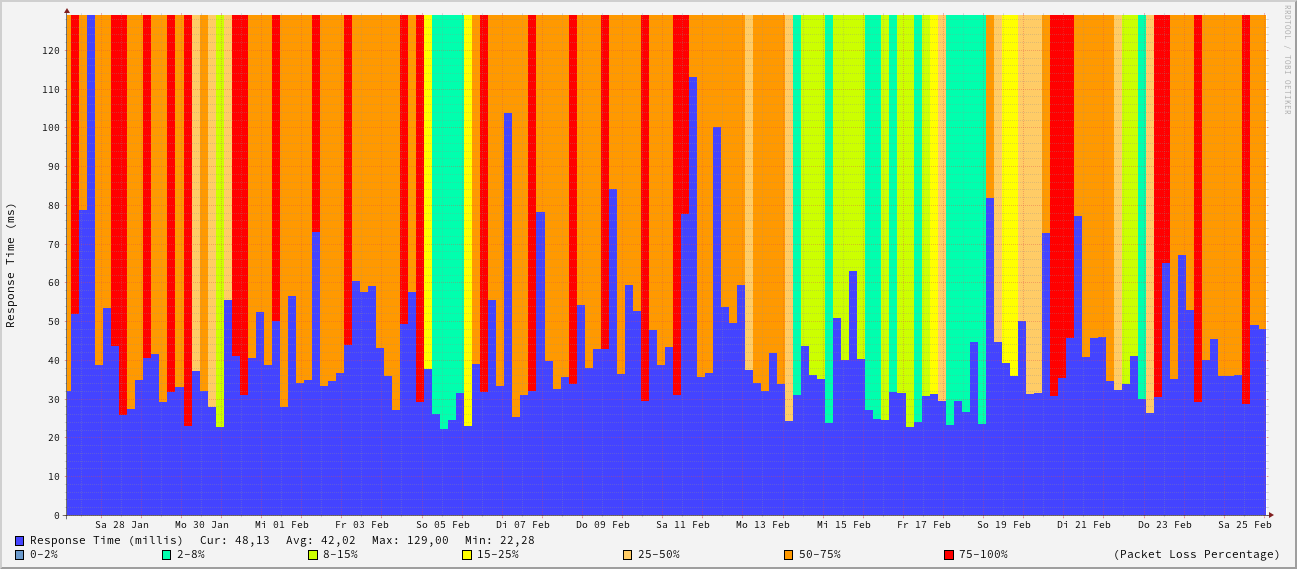 RRDTOOL / TOBI OETIKER
Response Time (ms)
120
110
100
90
80
70
60
50
40
30
20
10
0
Sa 28 Jan Mo 30 Jan Mi 01 Feb Fr 03 Feb So 05 Feb Di 07 Feb Do 09 Feb Sa 11 Feb Mo 13 Feb Mi 15 Feb Fr 17 Feb So 19 Feb Di 21 Feb Do 23 Feb Sa 25 Feb
Response Time (millis) Cur: 48,13 Avg: 42,02 Max: 129,00 Min: 22,28
0-2% 2-8% 8-15% 15-25% 25-50% 50-75% 75-100% (Packet Loss Percentage)